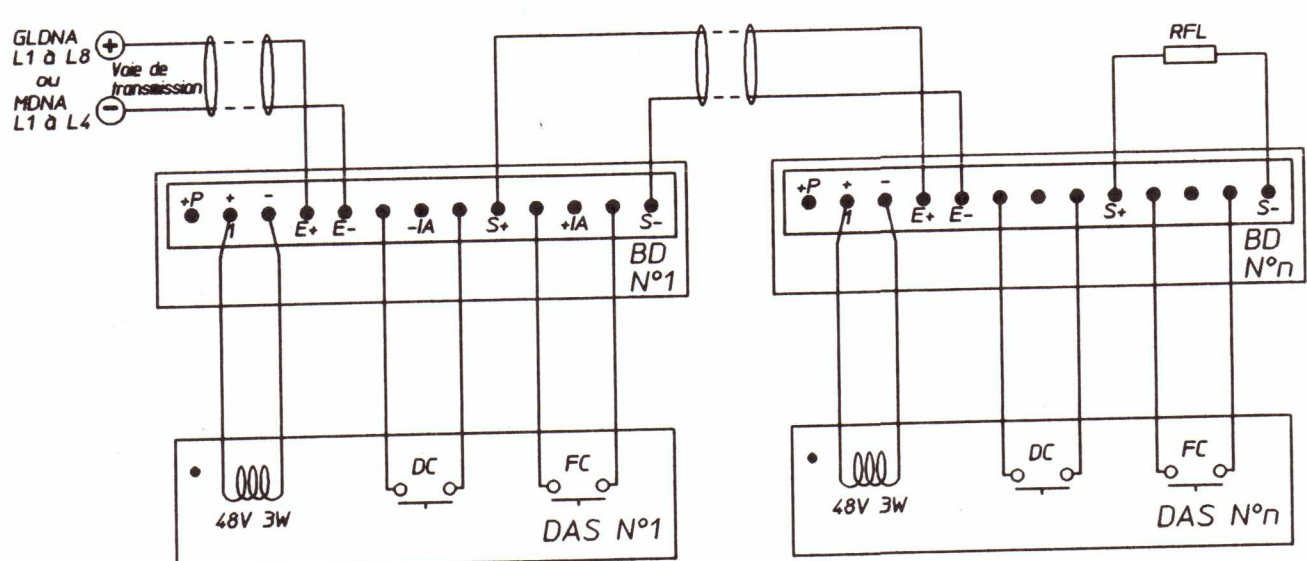 GLDNA
L1 à L8
ou
MDNA
L1 à L4
+
-
Voie de
transmission
RFL
+P + -
1 E+ E- -IA S+ +IA S-
BD
N°1
+P + -
1 E+ E- S+ S-
BD
N°n
DC FC
48V 3W
DAS N°1
DC FC
48V 3W
DAS N°n